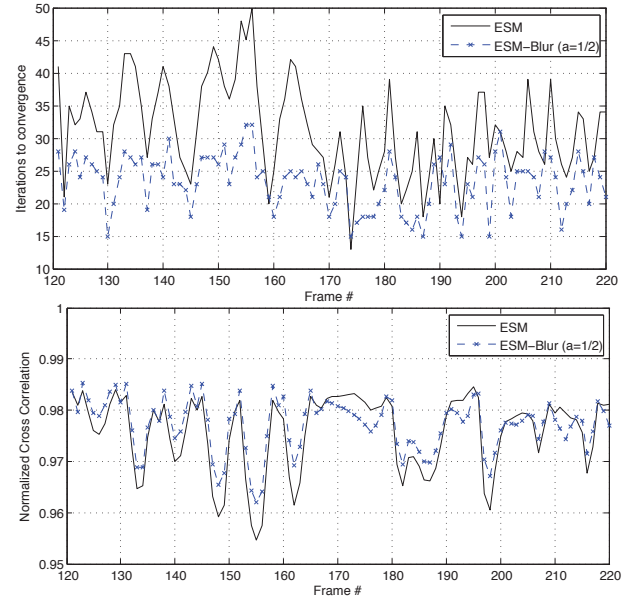 50
45
40
35
30
25
20
15
10
Iterations to convergence
ESM
ESM-Blur (a=1/2)
120 130 140 150 160 170 180 190 200 210 220
Frame #
1
0.99
0.98
0.97
0.96
0.95
Normalized Cross Correlation
ESM
ESM-Blur (a=1/2)
120 130 140 150 160 170 180 190 200 210 220
Frame #